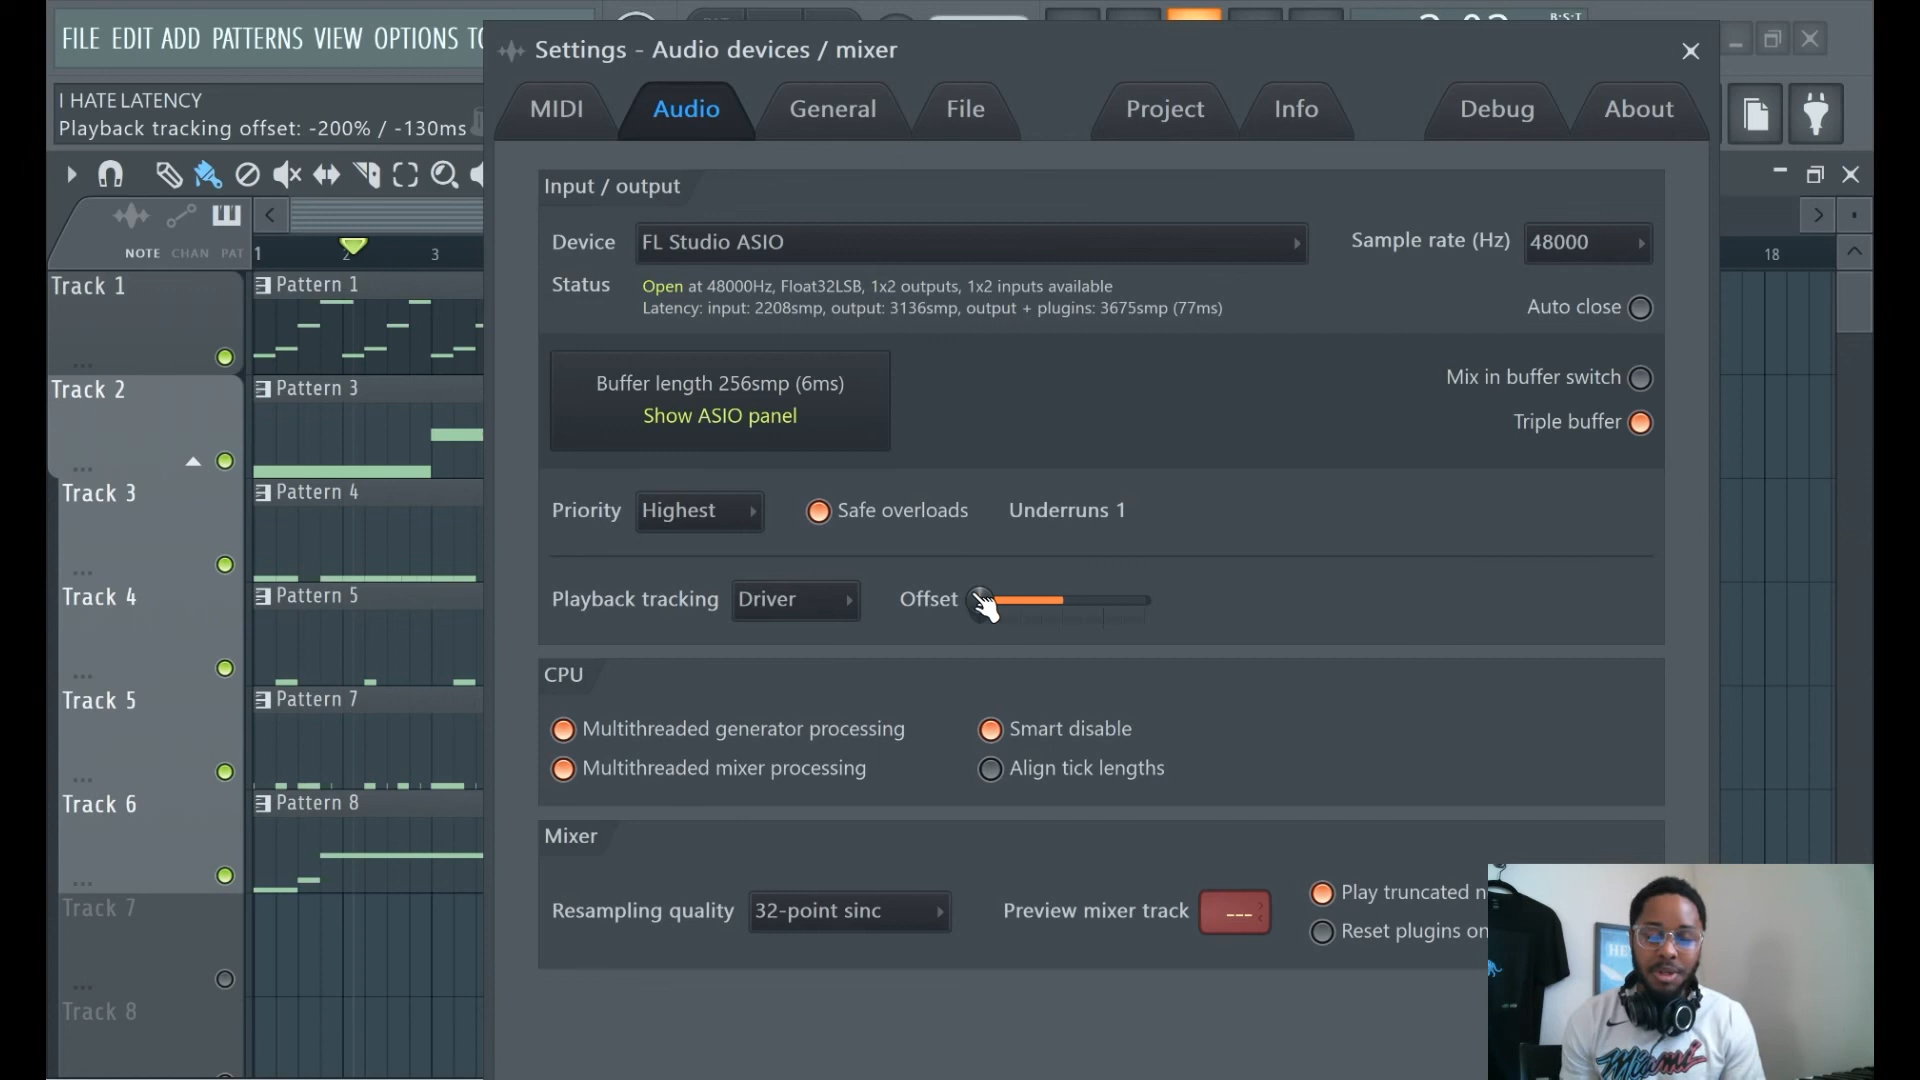 FILE EDIT ADD PATTERNS VIEW OPTIONS
I HATE LATENCY
Playback tracking offset: -200% / -130ms
NOTE CHAN PAT
1 2 3
Track 1
Pattern 1
Track 2
Pattern 3
Track 3
Pattern 4
Track 4
Pattern 5
Track 5
Pattern 7
Track 6
Pattern 8
Track 7
Track 8
Settings - Audio devices / mixer
MIDI Audio General File Project Info Debug About
Input / output
Device FL Studio ASIO Sample rate (Hz) 48000
Status Open at 48000Hz, Float32LSB, 1x2 outputs, 1x2 inputs available
Latency: input: 2208smp, output: 3136smp, output + plugins: 3675smp (77ms)
Auto close
Buffer length 256smp (6ms)
Show ASIO panel
Mix in buffer switch
Triple buffer
Priority Highest Safe overloads Underruns 1
Playback tracking Driver Offset
CPU
Multithreaded generator processing Smart disable
Multithreaded mixer processing Align tick lengths
Mixer
Resampling quality 32-point sinc Preview mixer track --- Play truncated n
Reset plugins on
B:S:T
18
Miami